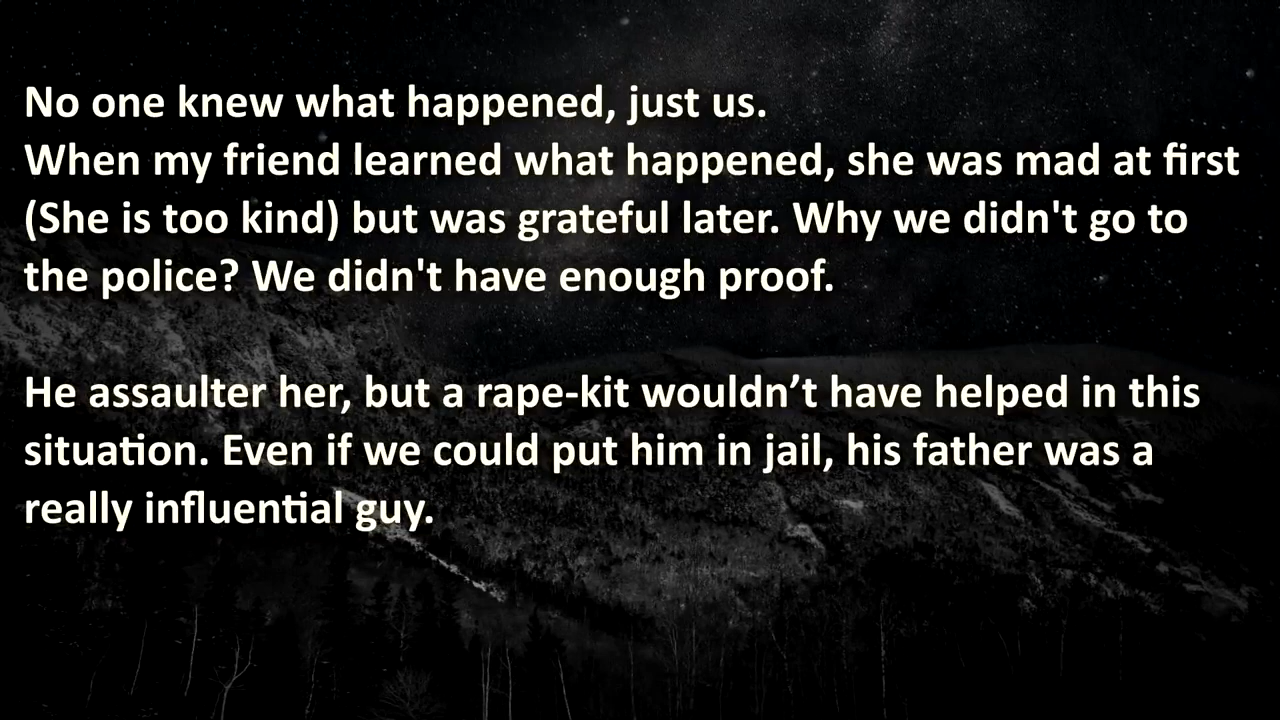 No one knew what happened, just us.
When my friend learned what happened, she was mad at first
(She is too kind) but was grateful later. Why we didn't go to
the police? We didn't have enough proof.
He assaulter her, but a rape-kit wouldn’t have helped in this
situation. Even if we could put him in jail, his father was a
really influential guy.